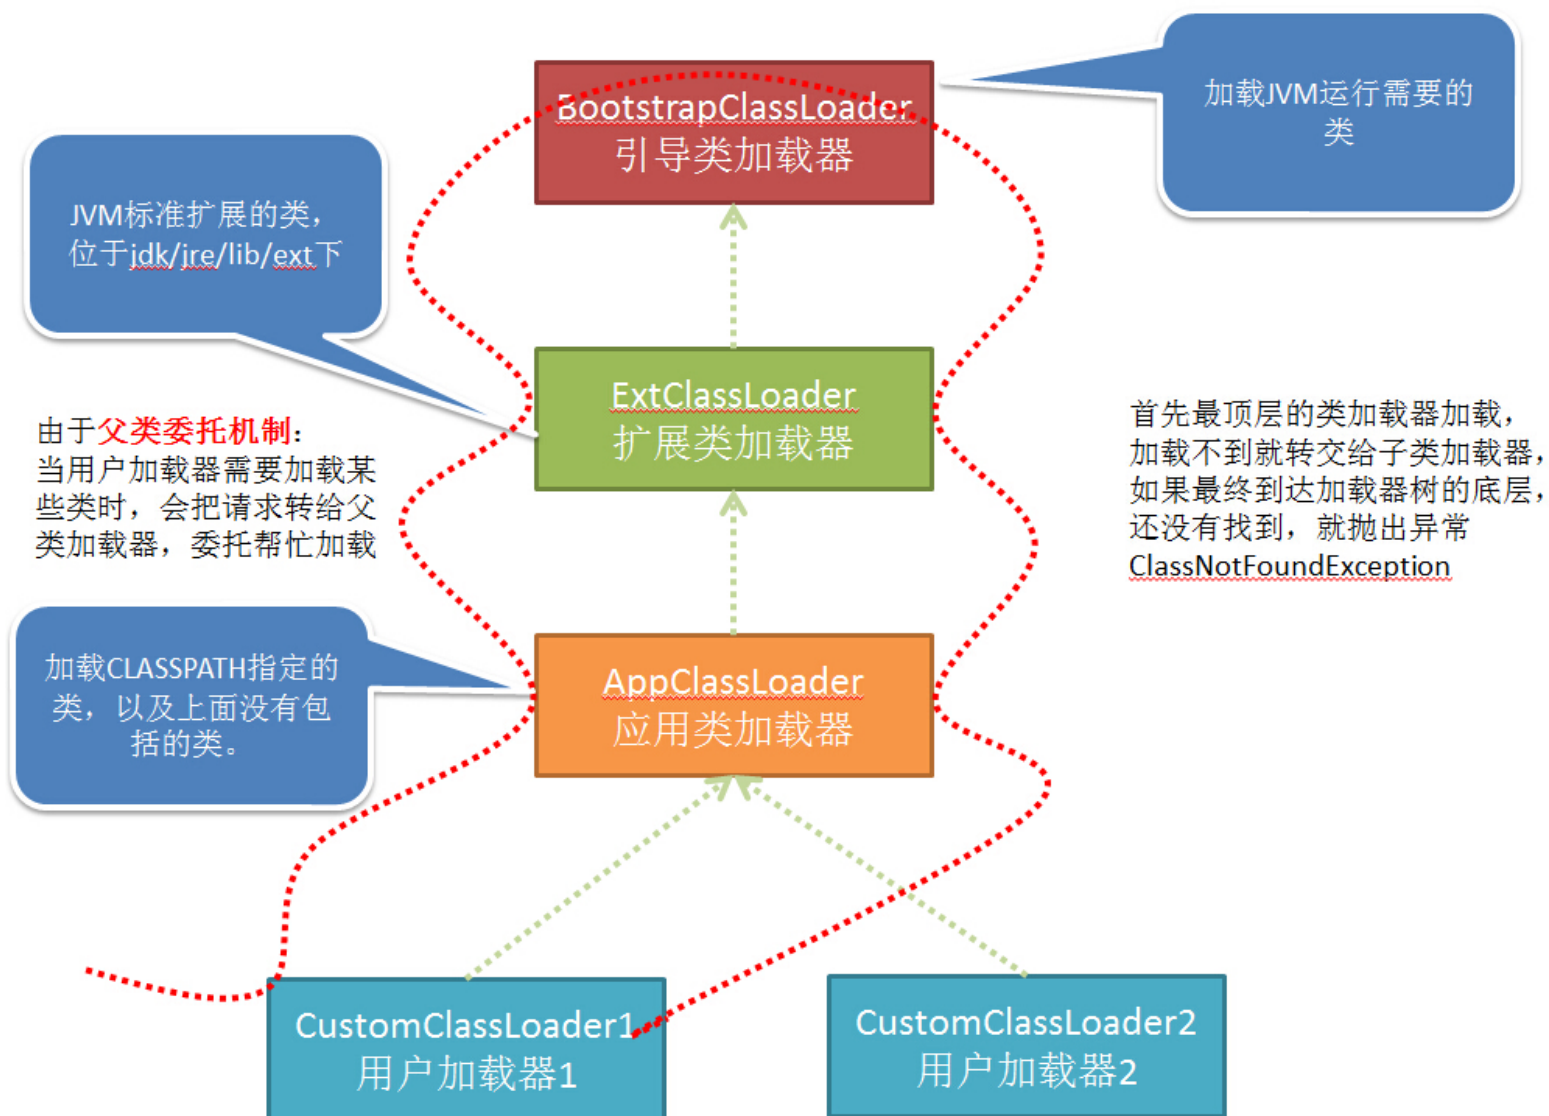 BootstrapClassLoader
引导类加载器
加载JVM运行需要的
类
JVM标准扩展的类，
位于jdk/jre/lib/ext下
ExtClassLoader
扩展类加载器
由于父类委托机制：
当用户加载器需要加载某
些类时，会把请求转给父
类加载器，委托帮忙加载
首先最顶层的类加载器加载，
加载不到就转交给子类加载器，
如果最终到达加载器树的底层，
还没有找到，就抛出异常
ClassNotFoundException
加载CLASSPATH指定的
类，以及上面没有包
括的类。
AppClassLoader
应用类加载器
CustomClassLoader1
用户加载器1
CustomClassLoader2
用户加载器2